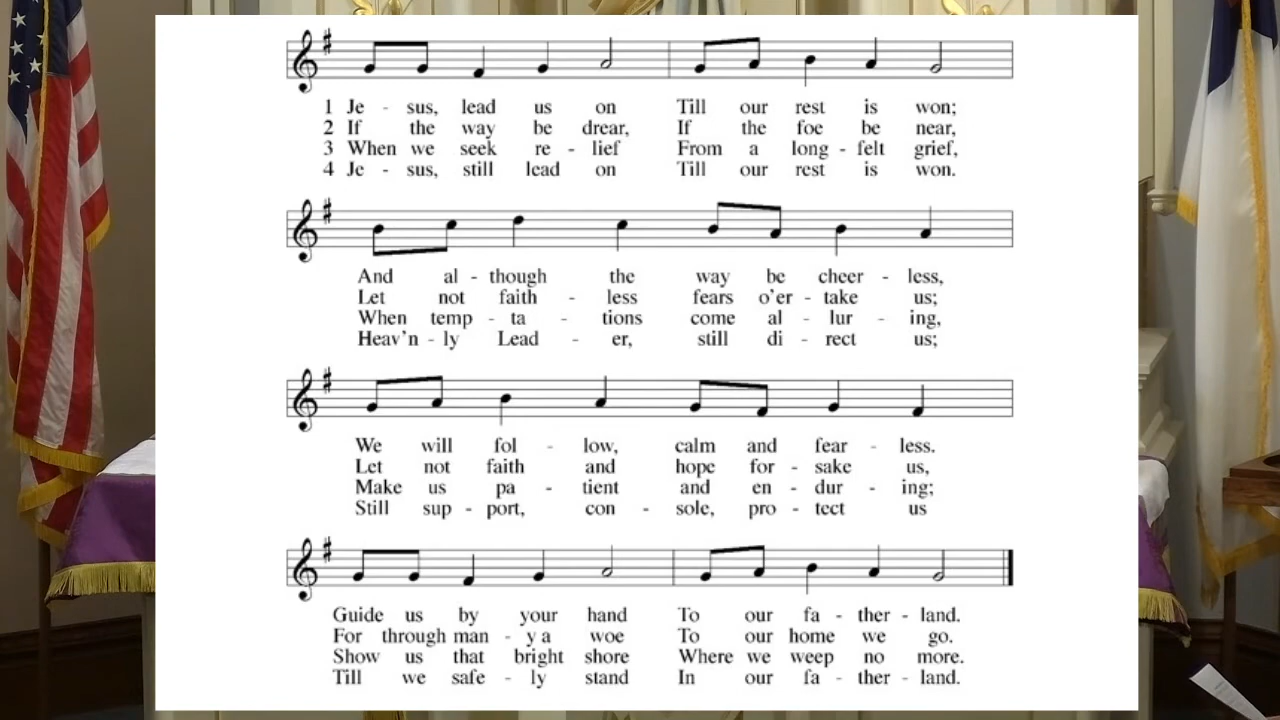 1 Je - sus, lead us on Till our rest is won;
2 If the way be drear, If the foe be near,
3 When we seek re - lief From a long - felt grief,
4 Je - sus, still lead on Till our rest is won.
And al - though the way be cheer - less,
Let not faith - less fears o'er - take us;
When temp - ta - tions come al - lur - ing,
Heav'n - ly Lead - er, still di - rect us;
We will fol - low, calm and fear - less.
Let not faith and hope for - sake us,
Make us pa - tient and en - dur - ing;
Still sup - port, con - sole, pro - tect us
Guide us by your hand To our fa - ther - land.
For through man - y a woe To our home we go.
Show us that bright shore Where we weep no more.
Till we safe - ly stand In our fa - ther - land.